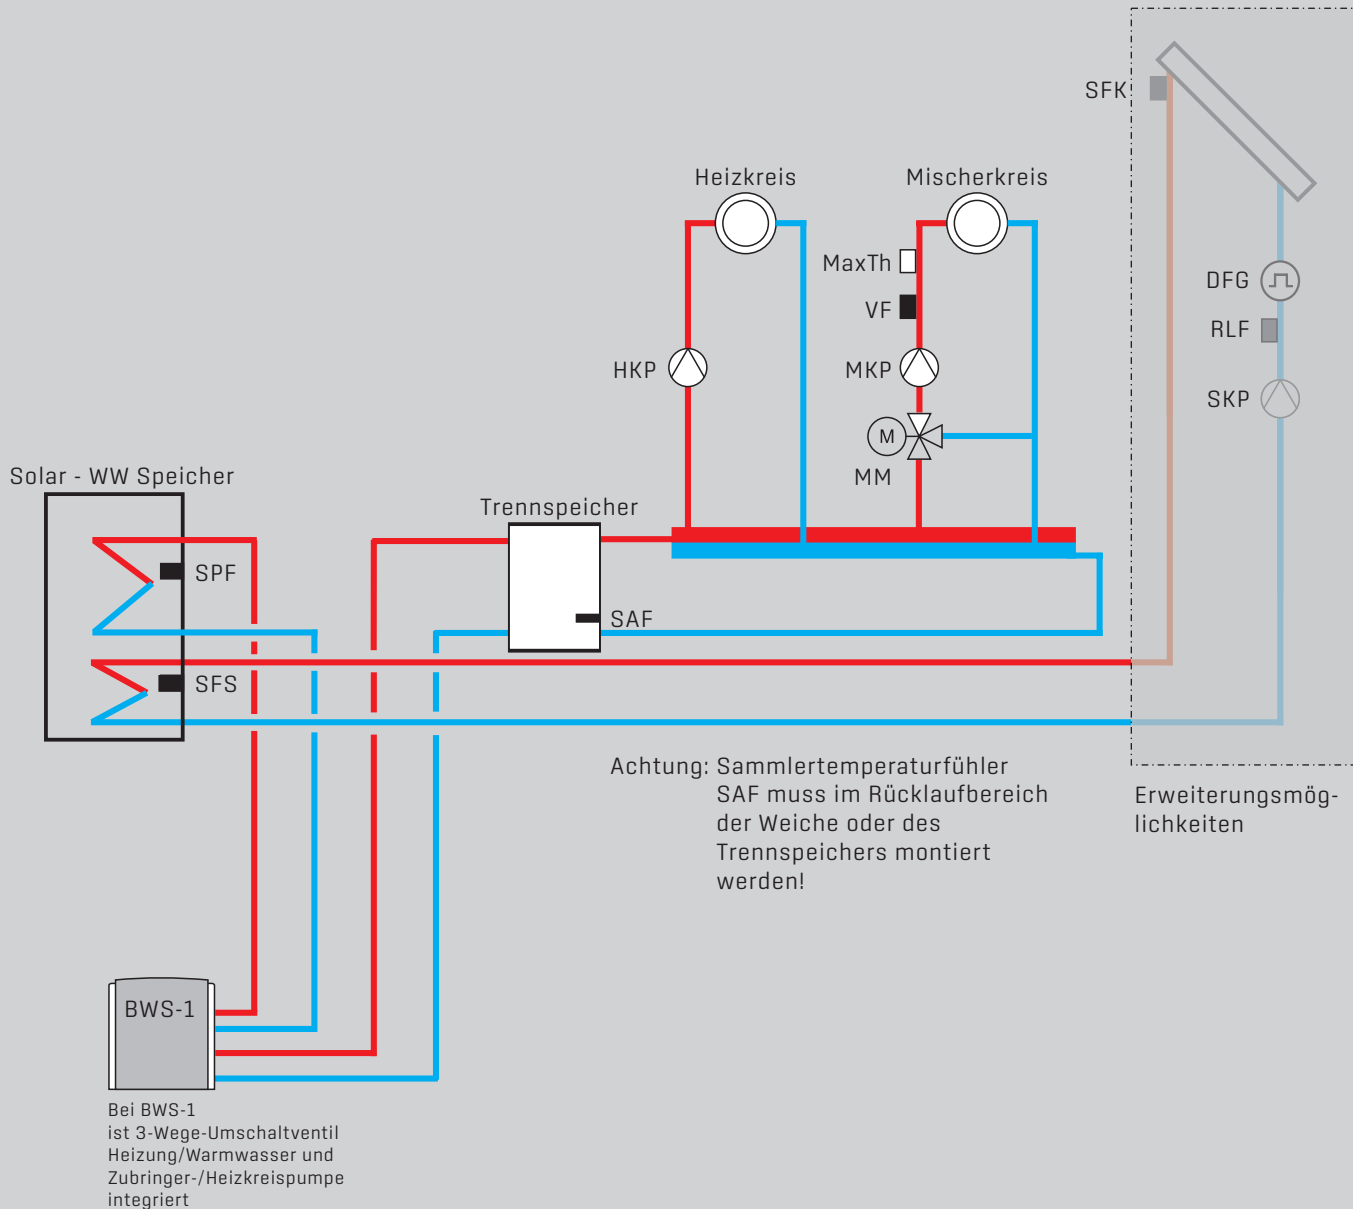 SFK
Heizkreis
Mischerkreis
MaxTh
DFG
VF
RLF
HKP
MKP
SKP
M
MM
Solar - WW Speicher
Trennspeicher
SPF
SAF
SFS
Achtung: Sammlertemperaturfühler
SAF muss im Rücklaufbereich
der Weiche oder des
Trennspeichers montiert
werden!
Erweiterungsmög-
lichkeiten
BWS-1
Bei BWS-1
ist 3-Wege-Umschaltventil
Heizung/Warmwasser und
Zubringer-/Heizkreispumpe
integriert